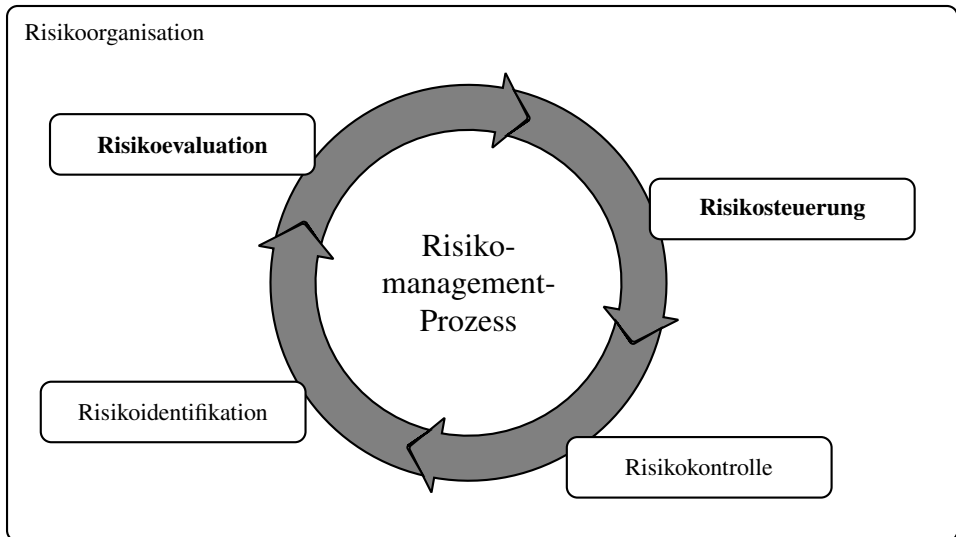 Risikoorganisation
Risikoevaluation
Risikosteuerung
Risiko-
management-
Prozess
Risikoidentifikation
Risikokontrolle